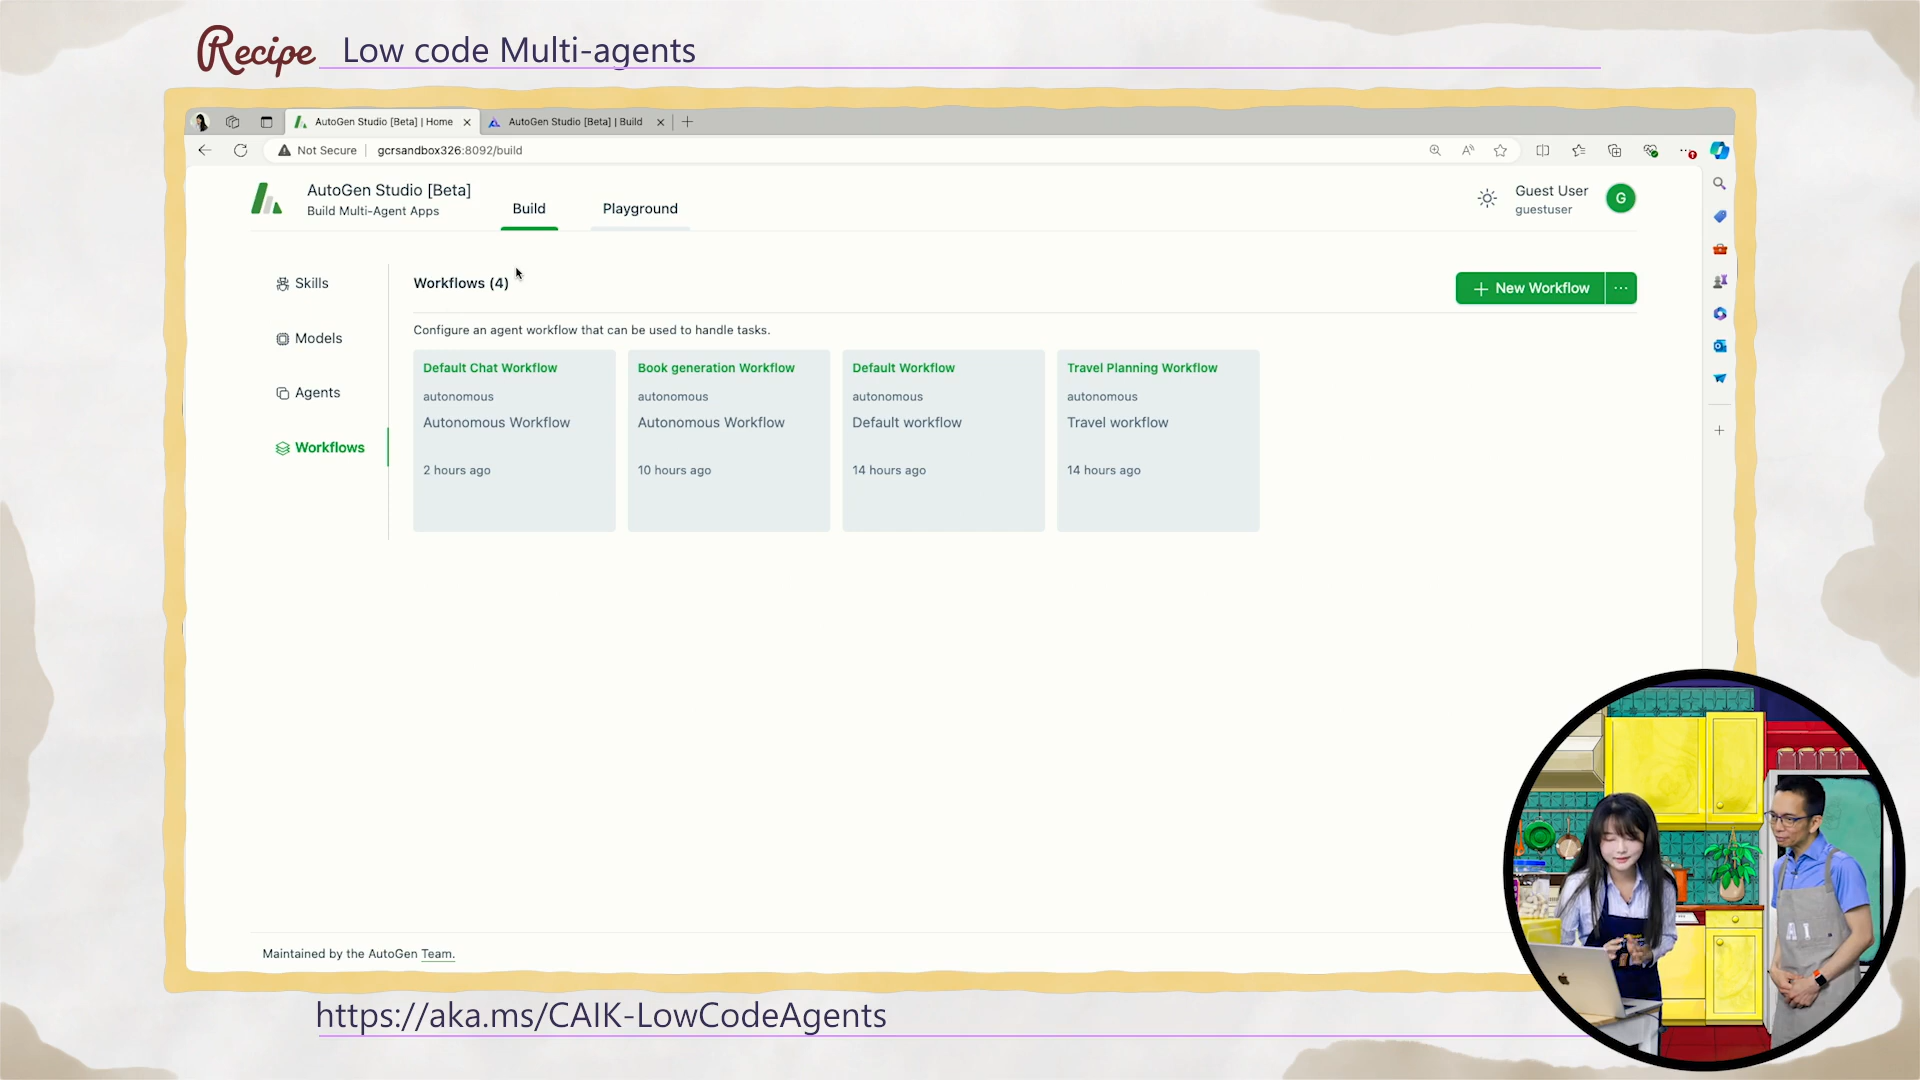 Recipe Low code Multi-agents
AutoGen Studio [Beta] | Home
AutoGen Studio [Beta] | Build
Not Secure gcrsandbox326:8092/build
AutoGen Studio [Beta]
Build Multi-Agent Apps
Build
Playground
Guest User
guestuser
G
Skills
Models
Agents
Workflows
Workflows (4)
New Workflow
Configure an agent workflow that can be used to handle tasks.
Default Chat Workflow
autonomous
Autonomous Workflow
2 hours ago
Book generation Workflow
autonomous
Autonomous Workflow
10 hours ago
Default Workflow
autonomous
Default workflow
14 hours ago
Travel Planning Workflow
autonomous
Travel workflow
14 hours ago
Maintained by the AutoGen Team.
AI
https://aka.ms/CAIK-LowCodeAgents